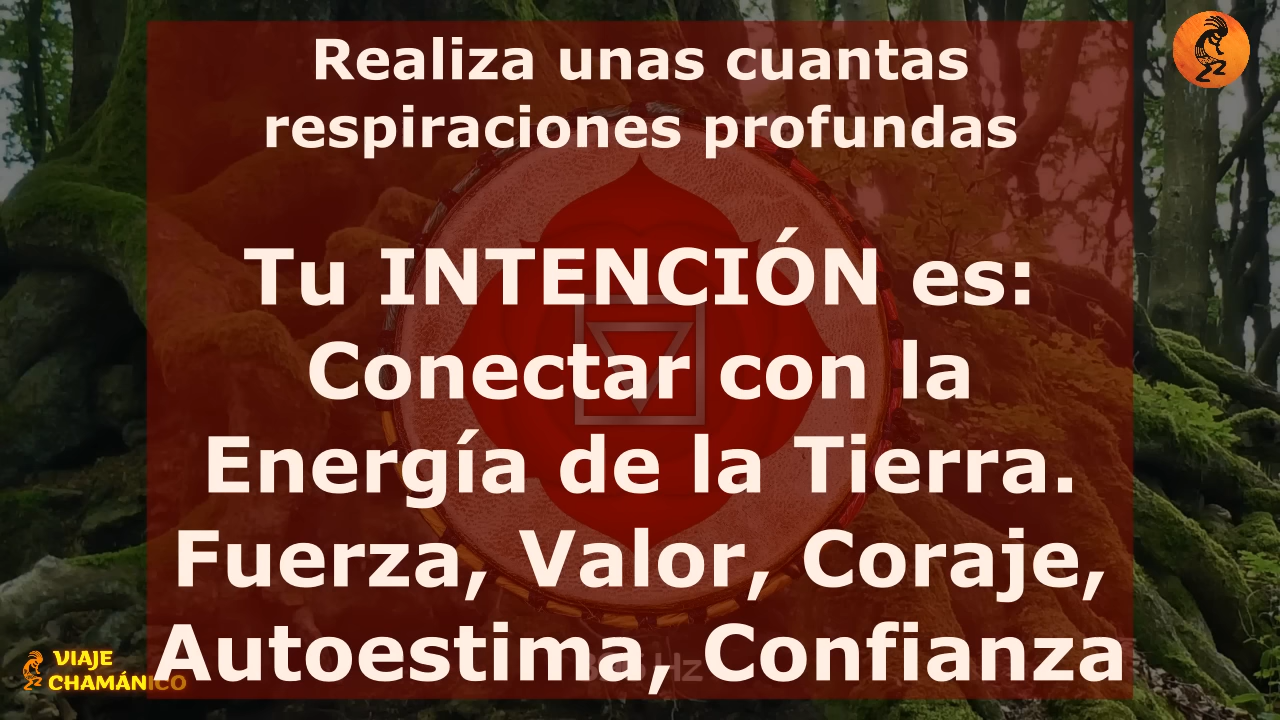 Realiza unas cuantas
respiraciones profundas
Tu INTENCIÓN es:
Conectar con la
Energía de la Tierra.
Fuerza, Valor, Coraje,
Autoestima, Confianza
VIAJE
CHAMÁNICO
Hz